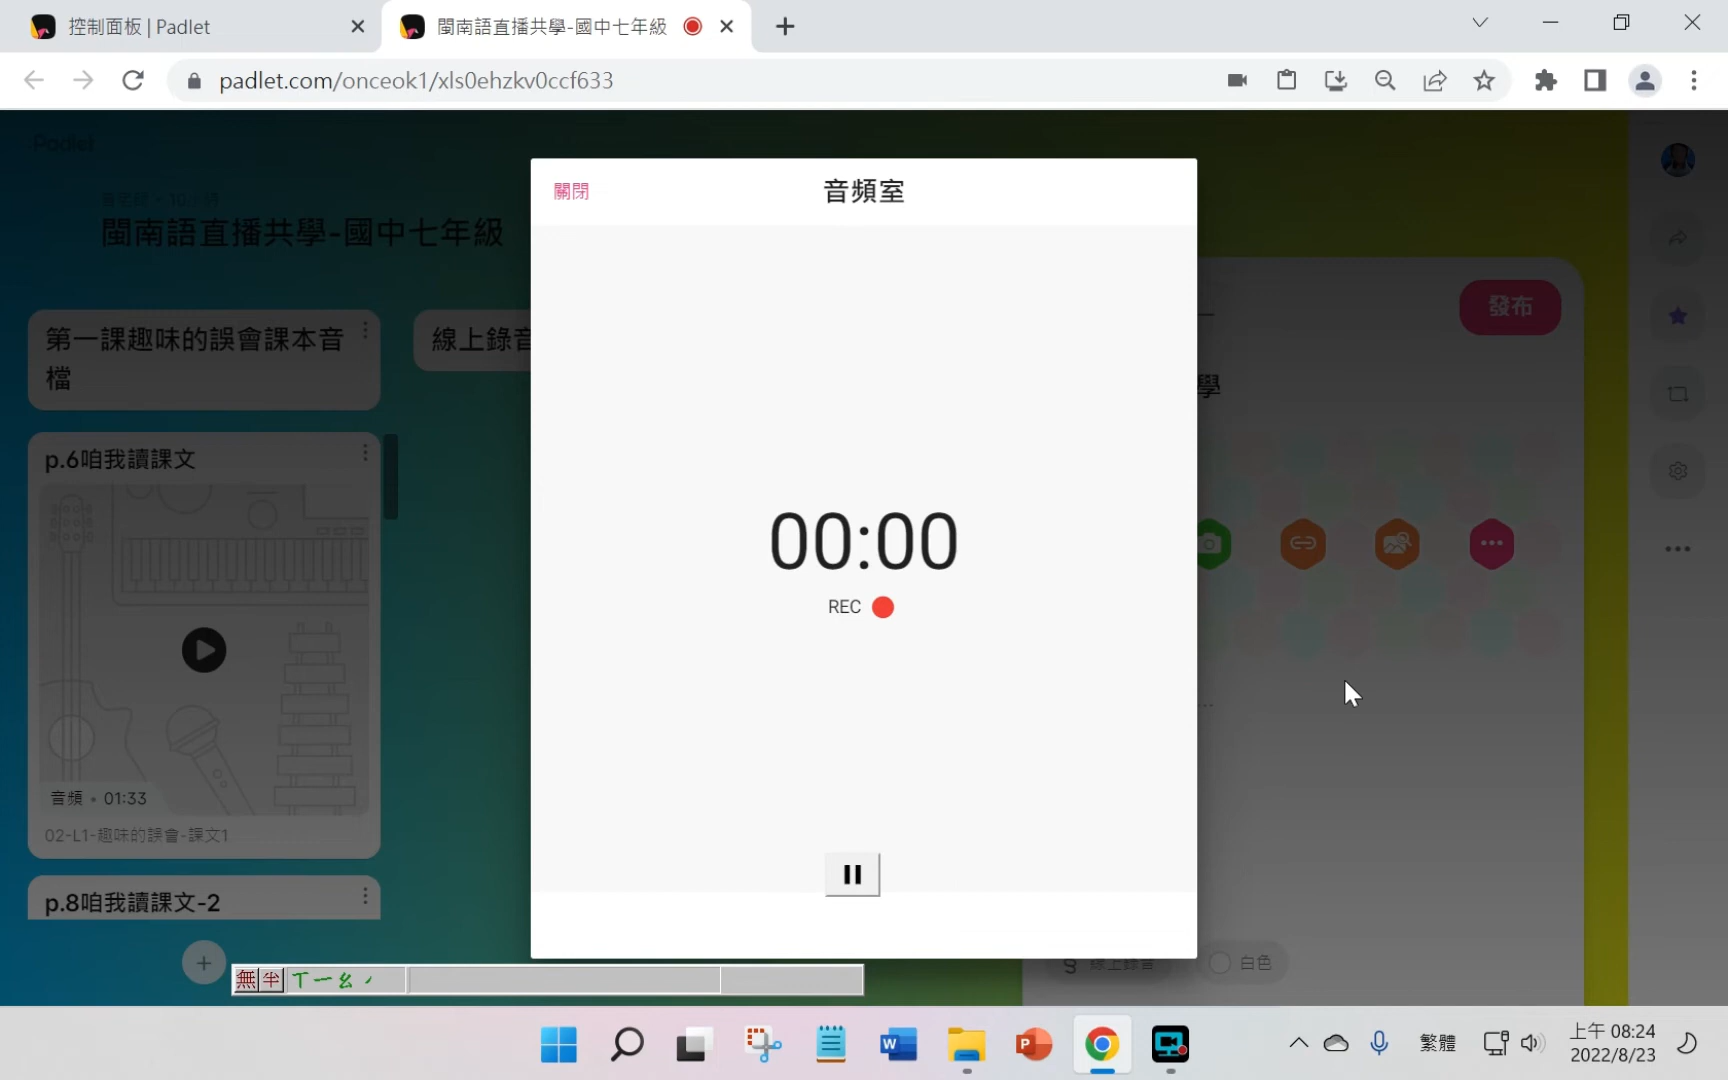 控制面板 | Padlet
閩南語直播共學-國中七年級
padlet.com/onceok1/xls0ehzkv0ccf633
Padlet
閩南語直播共學-國中七年級
關閉
音頻室
發布
第一課趣味的誤會課本音
檔
線上錄音
學
p.6咱我讀課文
00:00
REC
音頻 • 01:33
02-L1-趣味的誤會-課文1
p.8咱我讀課文-2
線上錄音
白色
無 半 ㄒㄧㄠˊ
繁體
上午 08:24
2022/8/23